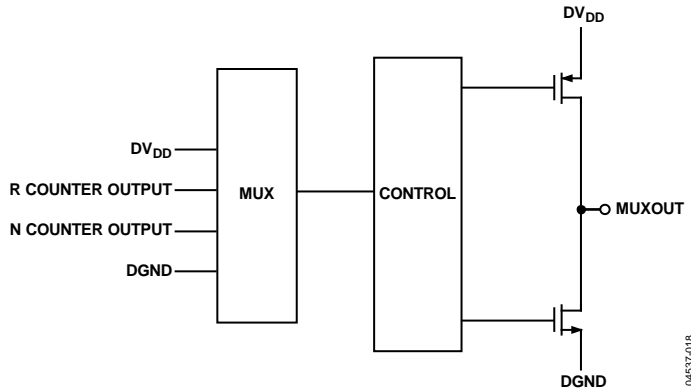 DVDD
DVDD
R COUNTER OUTPUT
N COUNTER OUTPUT
DGND
MUX
CONTROL
MUXOUT
DGND
04537-018